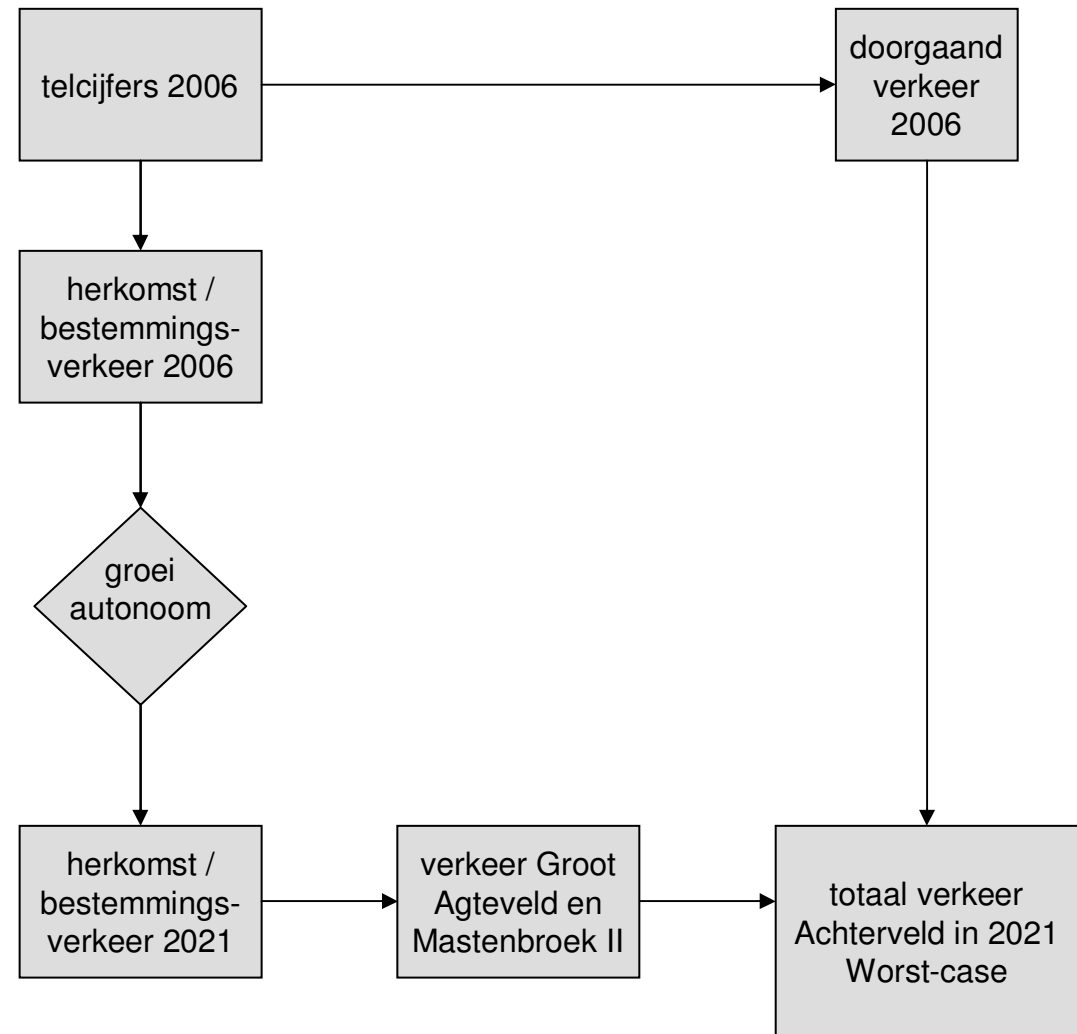 telcijfers 2006
doorgaand
verkeer
2006
herkomst /
bestemmings-
verkeer 2006
groei
autonoom
herkomst /
bestemmings-
verkeer 2021
verkeer Groot
Agteveld en
Mastenbroek II
totaal verkeer
Achterveld in 2021
Worst-case